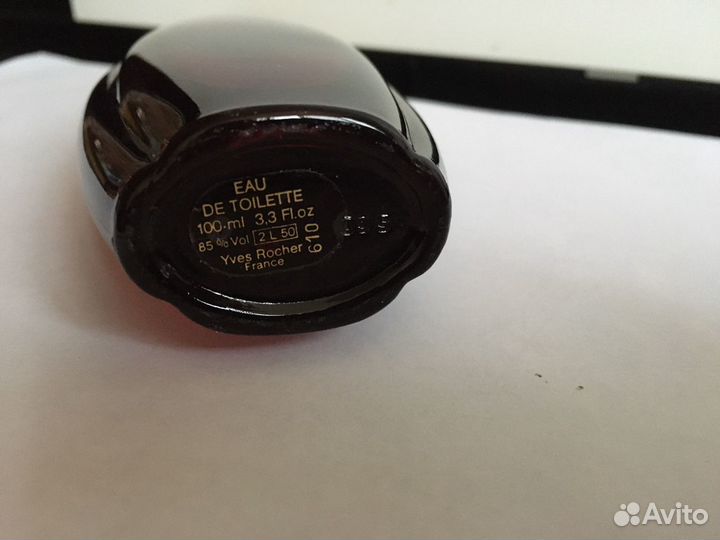 EAU
DE TOILETTE
100 ml 3,3 Fl.oz
85 % Vol 2 L 50
Yves Rocher
France
610
Avito